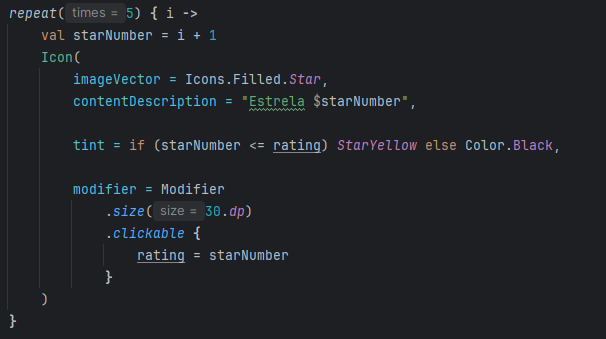 repeat( times = 5) { i ->
    val starNumber = i + 1
    Icon(
        imageVector = Icons.Filled.Star,
        contentDescription = "Estrela $starNumber",

        tint = if (starNumber <= rating) StarYellow else Color.Black,

        modifier = Modifier
            .size( size = 30.dp)
            .clickable {
                rating = starNumber
            }
    )
}